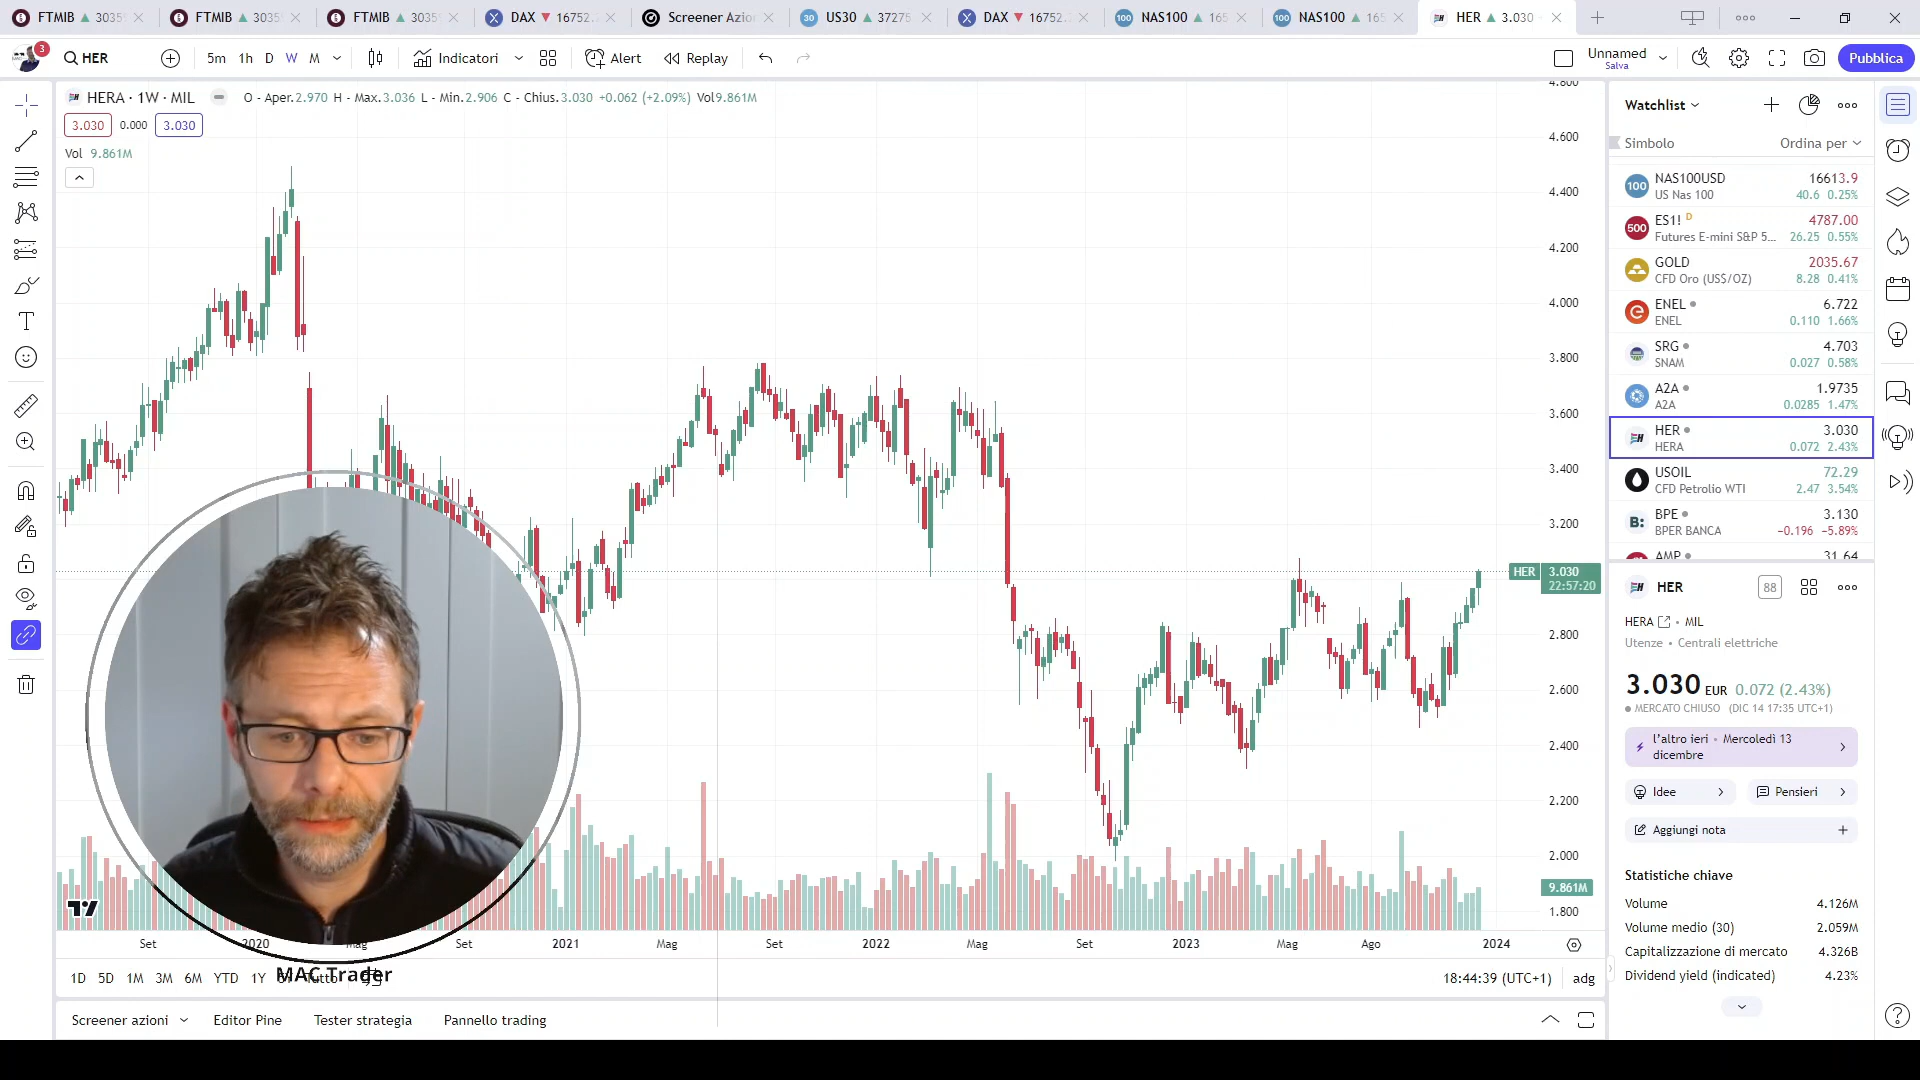 FTMIB ▲ 3035
FTMIB ▲ 3035
FTMIB ▲ 3035
DAX ▼ 16752.
Screener Azio
US30 ▲ 37275
DAX ▼ 16752.
NAS100 ▲ 165
NAS100 ▲ 165
HER ▲ 3.030
3
HER
5m 1h D W M
Indicatori
Alert
Replay
Unnamed
Salva
Pubblica
HERA · 1W · MIL
O - Aper.2.970 H - Max.3.036 L - Min.2.906 C - Chius.3.030 +0.062 (+2.09%) Vol9.861M
3.030 0.000 3.030
Vol 9.861M
4.800
4.600
4.400
4.200
4.000
3.800
3.600
3.400
3.200
HER 3.030
22:57:20
2.800
2.600
2.400
2.200
2.000
9.861M
1.800
Set 2020 Mag Set 2021 Mag Set 2022 Mag Set 2023 Mag Ago 2024
MAC Trader
1D 5D 1M 3M 6M YTD 1Y 5Y Tutto
18:44:39 (UTC+1) adg
Screener azioni
Editor Pine
Tester strategia
Pannello trading
Watchlist
Simbolo
Ordina per
100
NAS100USD 16613.9
US Nas 100 40.6 0.25%
500
ES1! D 4787.00
Futures E-mini S&P 5... 26.25 0.55%
GOLD 2035.67
CFD Oro (US$/OZ) 8.28 0.41%
ENEL 6.722
ENEL 0.110 1.66%
SRG 4.703
SNAM 0.027 0.58%
A2A 1.9735
A2A 0.0285 1.47%
HER 3.030
HERA 0.072 2.43%
USOIL 72.29
CFD Petrolio WTI 2.47 3.54%
B:
BPE 3.130
BPER BANCA −0.196 −5.89%
AMP 31.64
HER
88
HERA • MIL
Utenze • Centrali elettriche
3.030 EUR 0.072 (2.43%)
MERCATO CHIUSO (DIC 14 17:35 UTC+1)
l'altro ieri • Mercoledì 13
dicembre
Idee
Pensieri
Aggiungi nota
Statistiche chiave
Volume 4.126M
Volume medio (30) 2.059M
Capitalizzazione di mercato 4.326B
Dividend yield (indicated) 4.23%